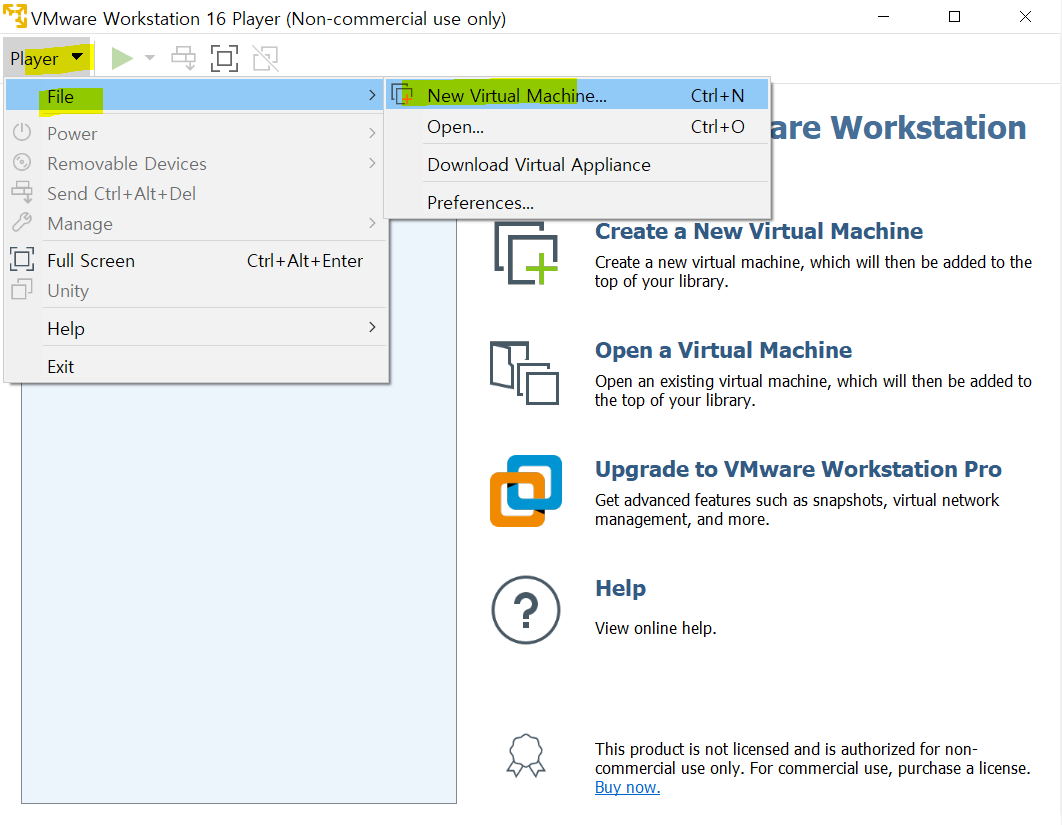 VMware Workstation 16 Player (Non-commercial use only)
Player
File
New Virtual Machine... Ctrl+N
Open... Ctrl+O
Download Virtual Appliance
Preferences...
Power
Removable Devices
Send Ctrl+Alt+Del
Manage
Full Screen Ctrl+Alt+Enter
Unity
Help
Exit
are Workstation
Create a New Virtual Machine
Create a new virtual machine, which will then be added to the
top of your library.
Open a Virtual Machine
Open an existing virtual machine, which will then be added to
the top of your library.
Upgrade to VMware Workstation Pro
Get advanced features such as snapshots, virtual network
management, and more.
?
Help
View online help.
This product is not licensed and is authorized for non-
commercial use only. For commercial use, purchase a license.
Buy now.